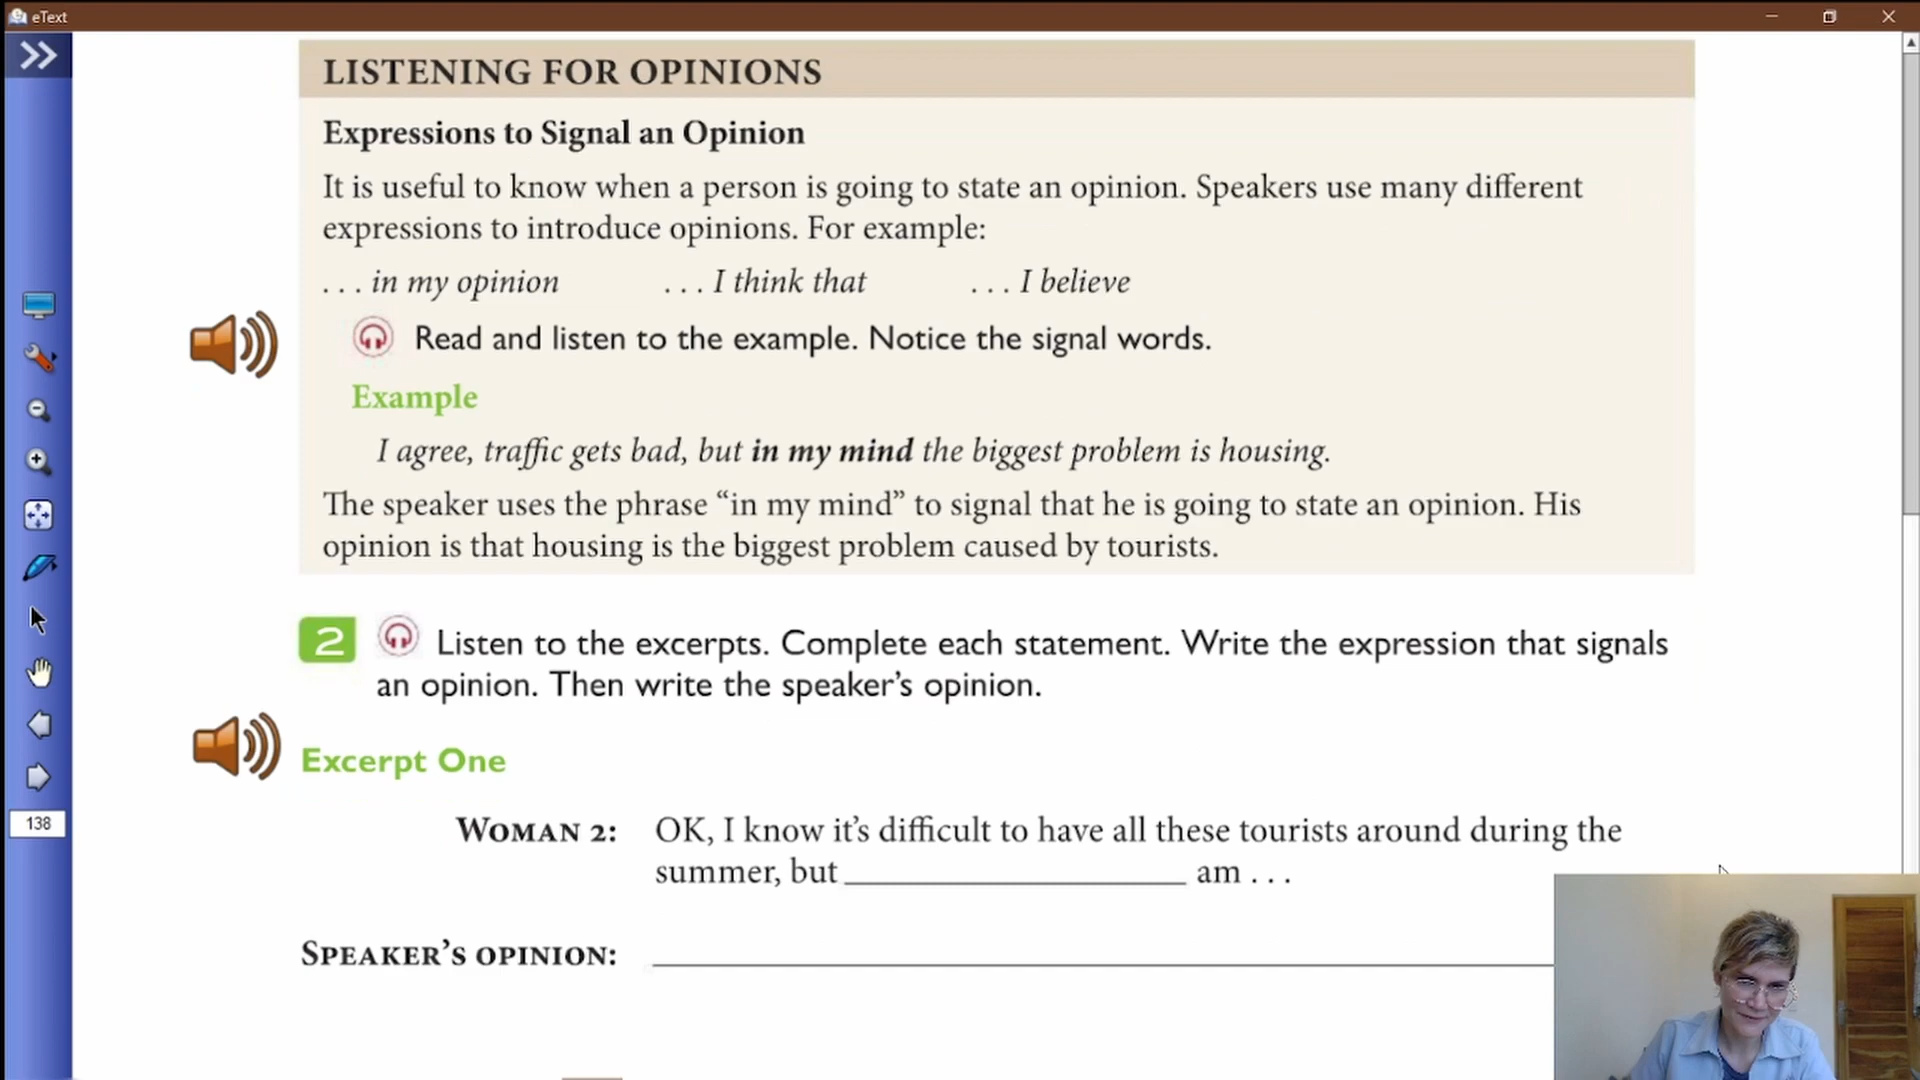 eText
LISTENING FOR OPINIONS
Expressions to Signal an Opinion
It is useful to know when a person is going to state an opinion. Speakers use many different
expressions to introduce opinions. For example:
. . . in my opinion . . . I think that . . . I believe
Read and listen to the example. Notice the signal words.
Example
I agree, traffic gets bad, but in my mind the biggest problem is housing.
The speaker uses the phrase “in my mind” to signal that he is going to state an opinion. His
opinion is that housing is the biggest problem caused by tourists.
2 Listen to the excerpts. Complete each statement. Write the expression that signals
an opinion. Then write the speaker’s opinion.
Excerpt One
138
WOMAN 2: OK, I know it’s difficult to have all these tourists around during the
summer, but ____________________ am . . .
SPEAKER’S OPINION: ____________________